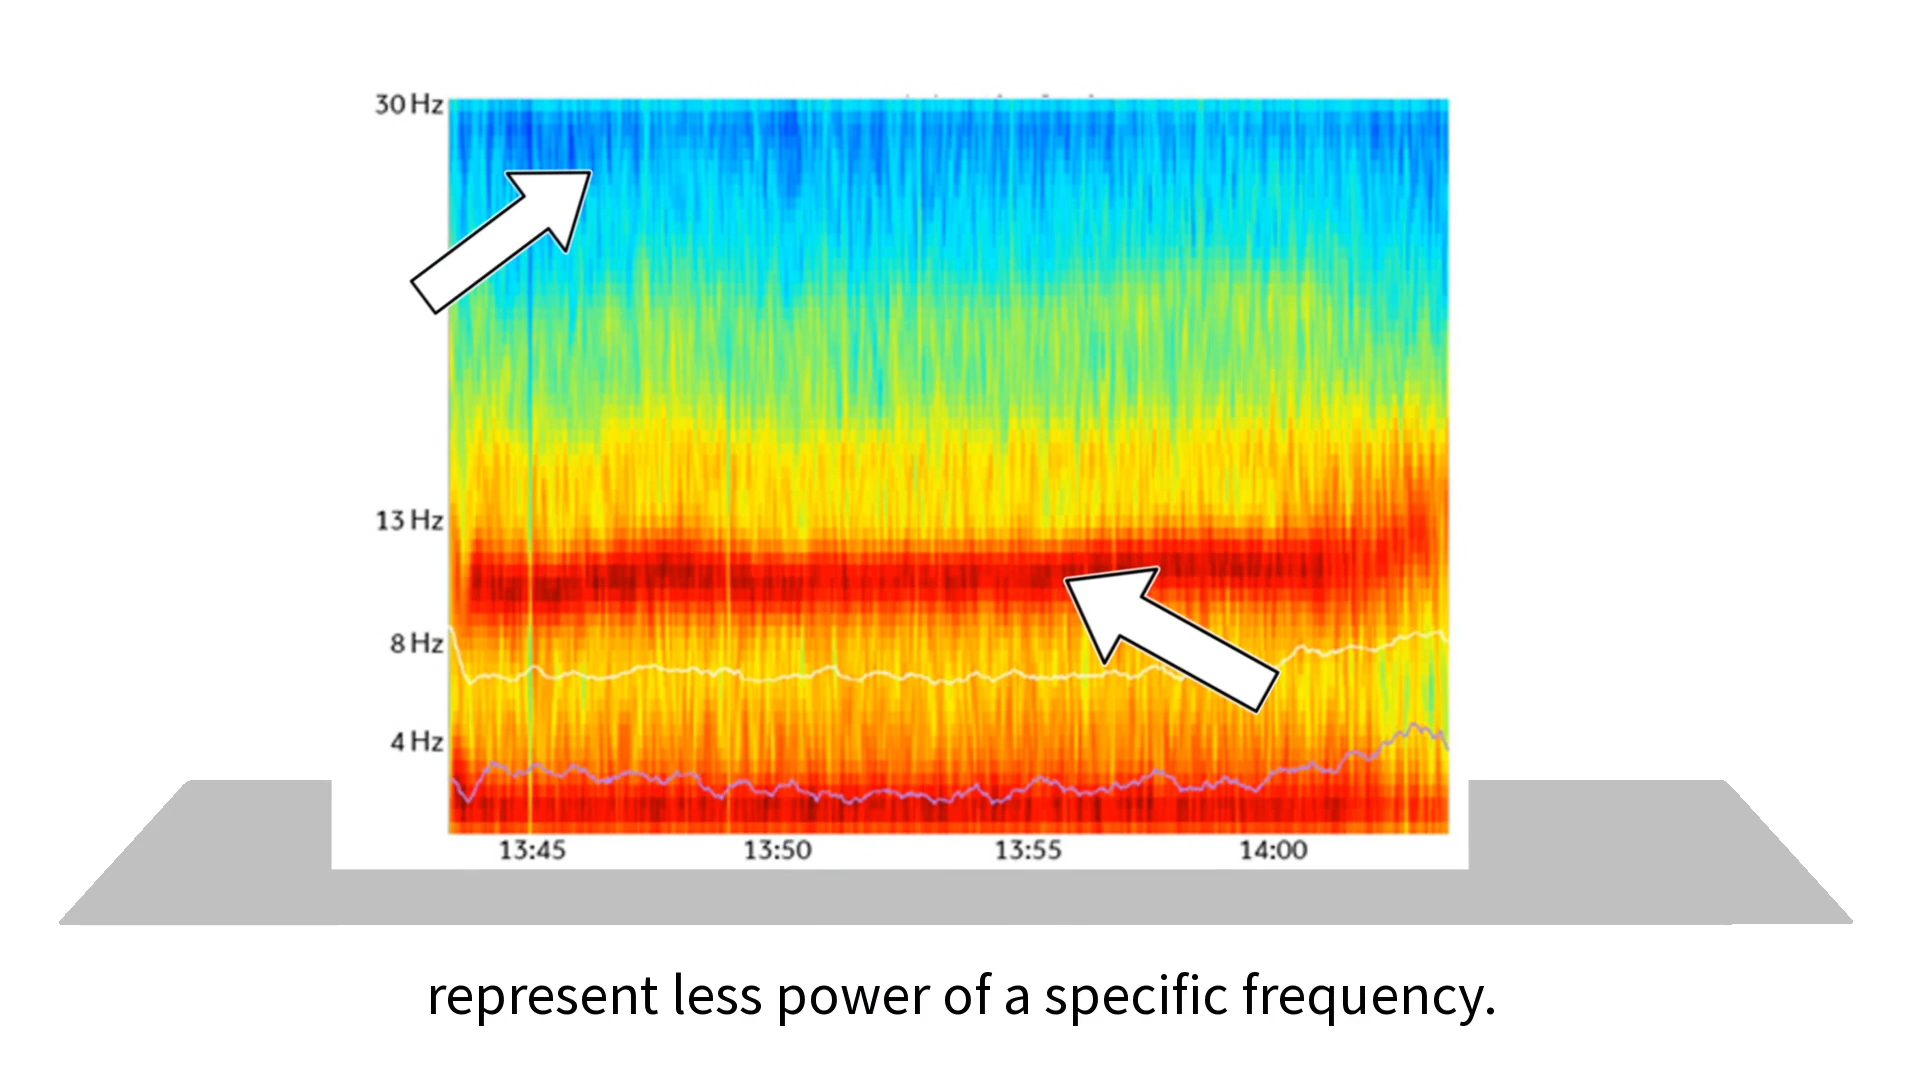 30 Hz
13 Hz
8 Hz
4 Hz
13:45 13:50 13:55 14:00
represent less power of a specific frequency.